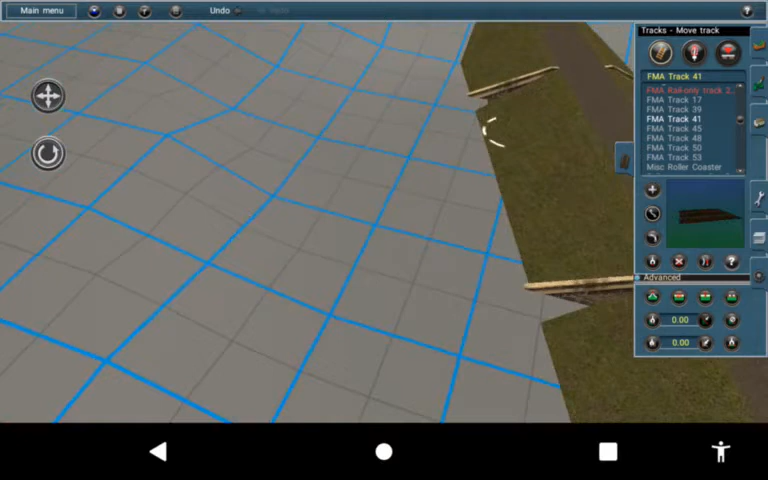 Main menu
Undo
?
Tracks - Move track
FMA Track 41
FMA Rail-only track 2..
FMA Track 17
FMA Track 39
FMA Track 41
FMA Track 45
FMA Track 48
FMA Track 50
FMA Track 53
Misc Roller Coaster
?
Advanced
0.00
0.00